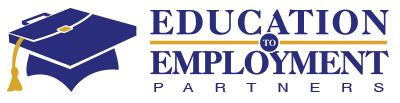 EDUCATION
TO
EMPLOYMENT
PARTNERS